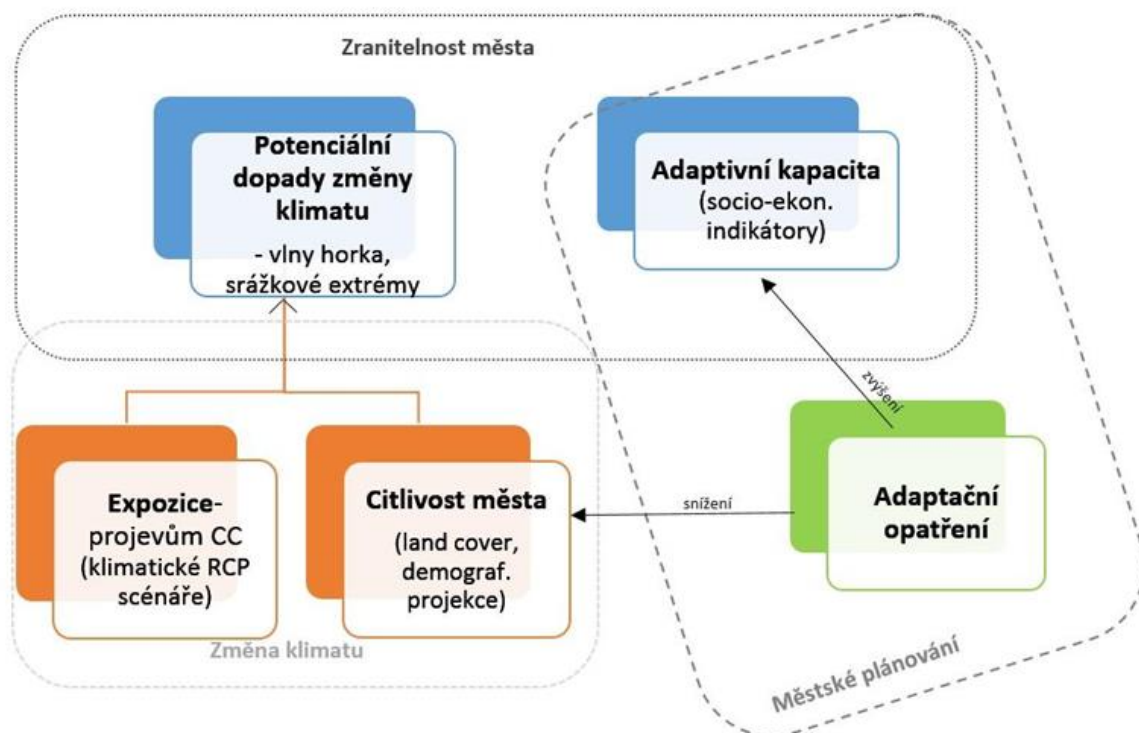 Zranitelnost města
Potenciální
dopady změny
klimatu
- vlny horka,
srážkové extrémy
Adaptivní kapacita
(socio-ekon.
indikátory)
zvýšení
Expozice-
projevům CC
(klimatické RCP
scénáře)
Citlivost města
(land cover,
demograf.
projekce)
snížení
Adaptační
opatření
Změna klimatu
Městské plánování